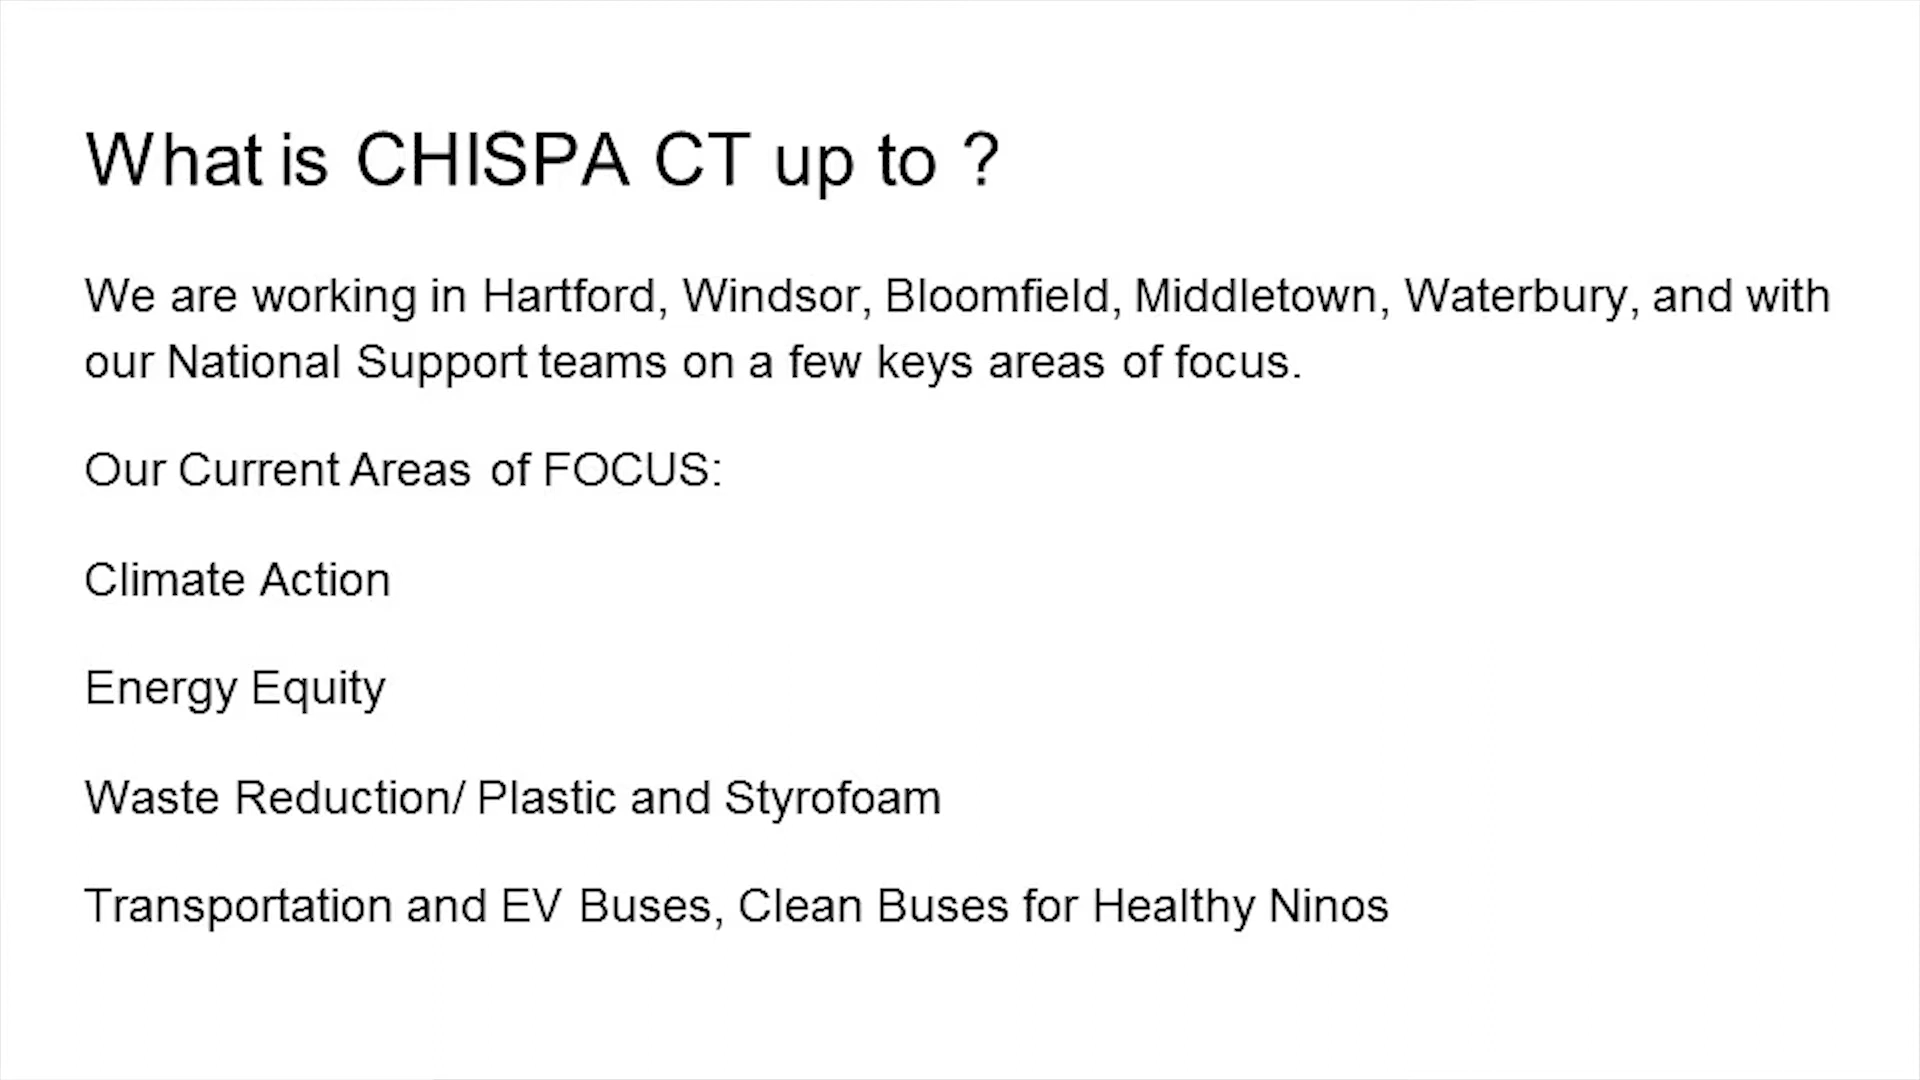 What is CHISPA CT up to ?
We are working in Hartford, Windsor, Bloomfield, Middletown, Waterbury, and with
our National Support teams on a few keys areas of focus.
Our Current Areas of FOCUS:
Climate Action
Energy Equity
Waste Reduction/ Plastic and Styrofoam
Transportation and EV Buses, Clean Buses for Healthy Ninos